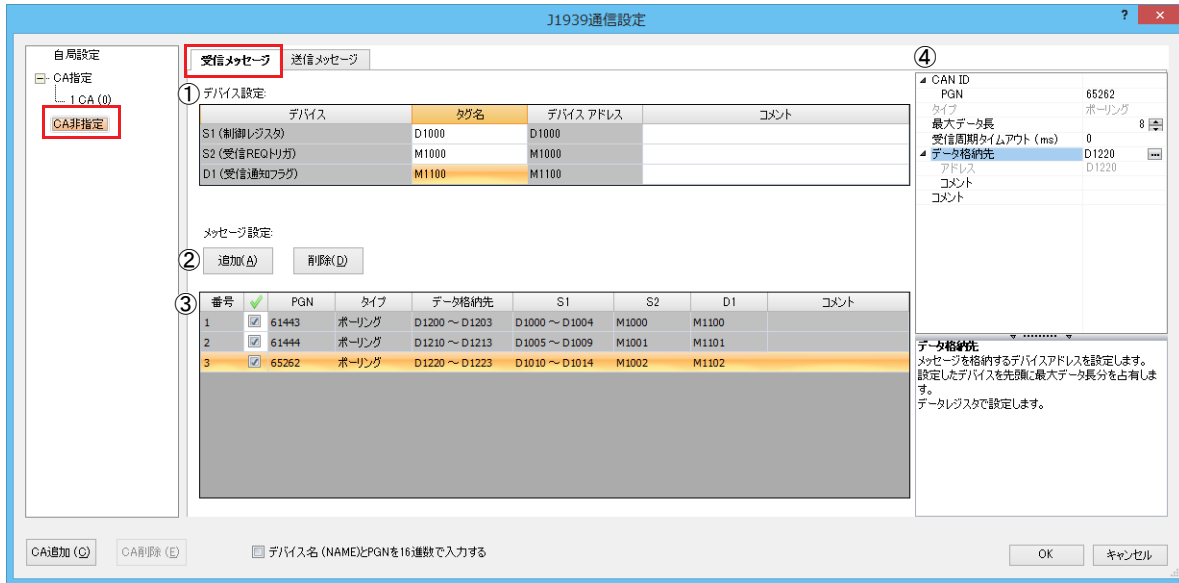 J1939通信設定
?
×
自局設定
CA指定
1 CA (0)
CA非指定
受信メッセージ 送信メッセージ
①
デバイス設定:
デバイス タグ名 デバイス アドレス コメント
S1 (制御レジスタ) D1000 D1000
S2 (受信REQトリガ) M1000 M1000
D1 (受信通知フラグ) M1100 M1100
メッセージ設定:
②
追加(A) 削除(D)
③
番号 PGN タイプ データ格納先 S1 S2 D1 コメント
1 61443 ポーリング D1200 ~ D1203 D1000 ~ D1004 M1000 M1100
2 61444 ポーリング D1210 ~ D1213 D1005 ~ D1009 M1001 M1101
3 65262 ポーリング D1220 ~ D1223 D1010 ~ D1014 M1002 M1102
④
CAN ID
PGN 65262
タイプ ポーリング
最大データ長 8
受信周期タイムアウト (ms) 0
データ格納先 D1220 ...
アドレス D1220
コメント
コメント
データ格納先
メッセージを格納するデバイスアドレスを設定します。
設定したデバイスを先頭に最大データ長分を占有しま
す。
データレジスタで設定します。
CA追加 (C) CA削除 (E)
デバイス名 (NAME)とPGNを16進数で入力する
OK キャンセル